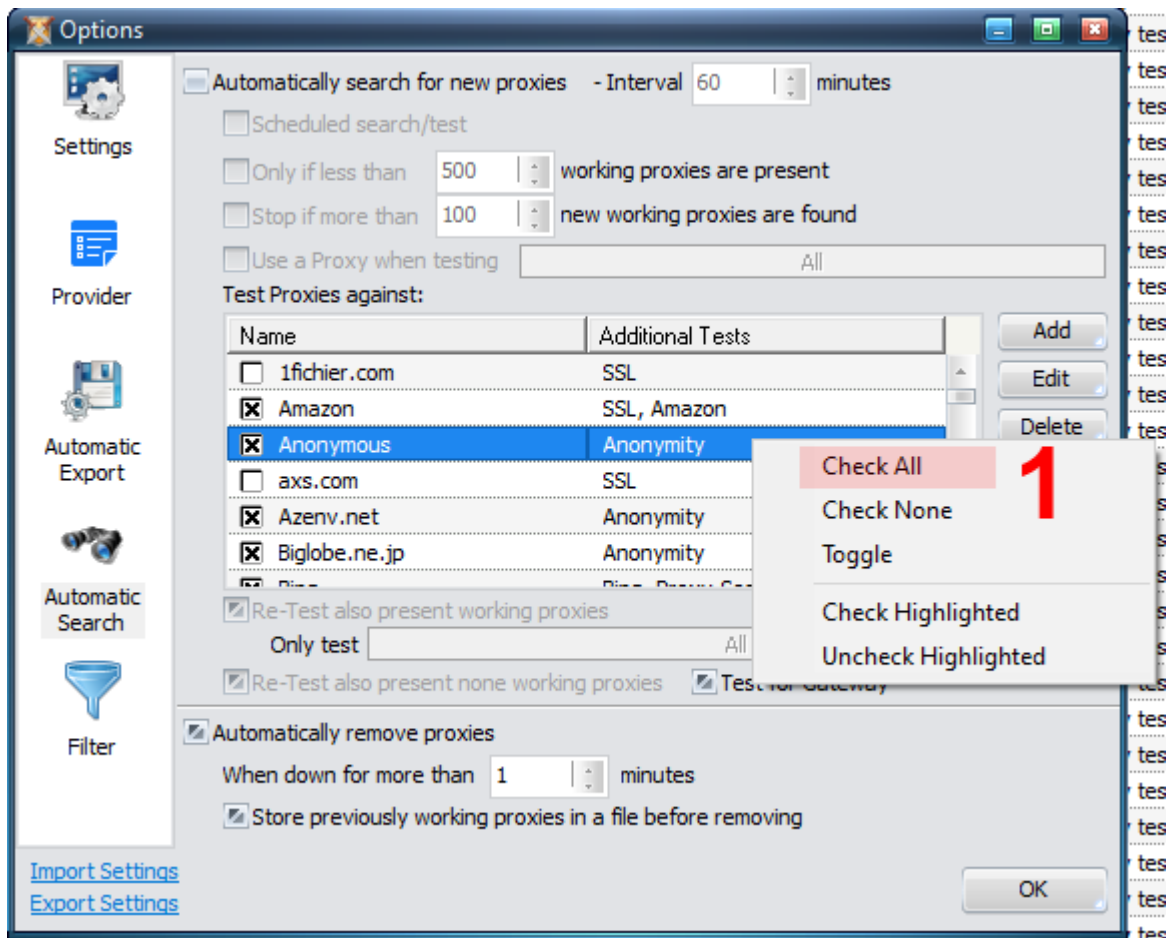 Options
Settings
Provider
Automatic
Export
Automatic
Search
Filter
Import Settings
Export Settings
Automatically search for new proxies - Interval 60 minutes
Scheduled search/test
Only if less than 500 working proxies are present
Stop if more than 100 new working proxies are found
Use a Proxy when testing All
Test Proxies against:
Name Additional Tests
1fichier.com SSL
Amazon SSL, Amazon
Anonymous Anonymity
axs.com SSL
Azenv.net Anonymity
Biglobe.ne.jp Anonymity
Add
Edit
Delete
Check All
1
Check None
Toggle
Check Highlighted
Uncheck Highlighted
Re-Test also present working proxies
Only test All
Re-Test also present none working proxies Test for Gateway
Automatically remove proxies
When down for more than 1 minutes
Store previously working proxies in a file before removing
OK